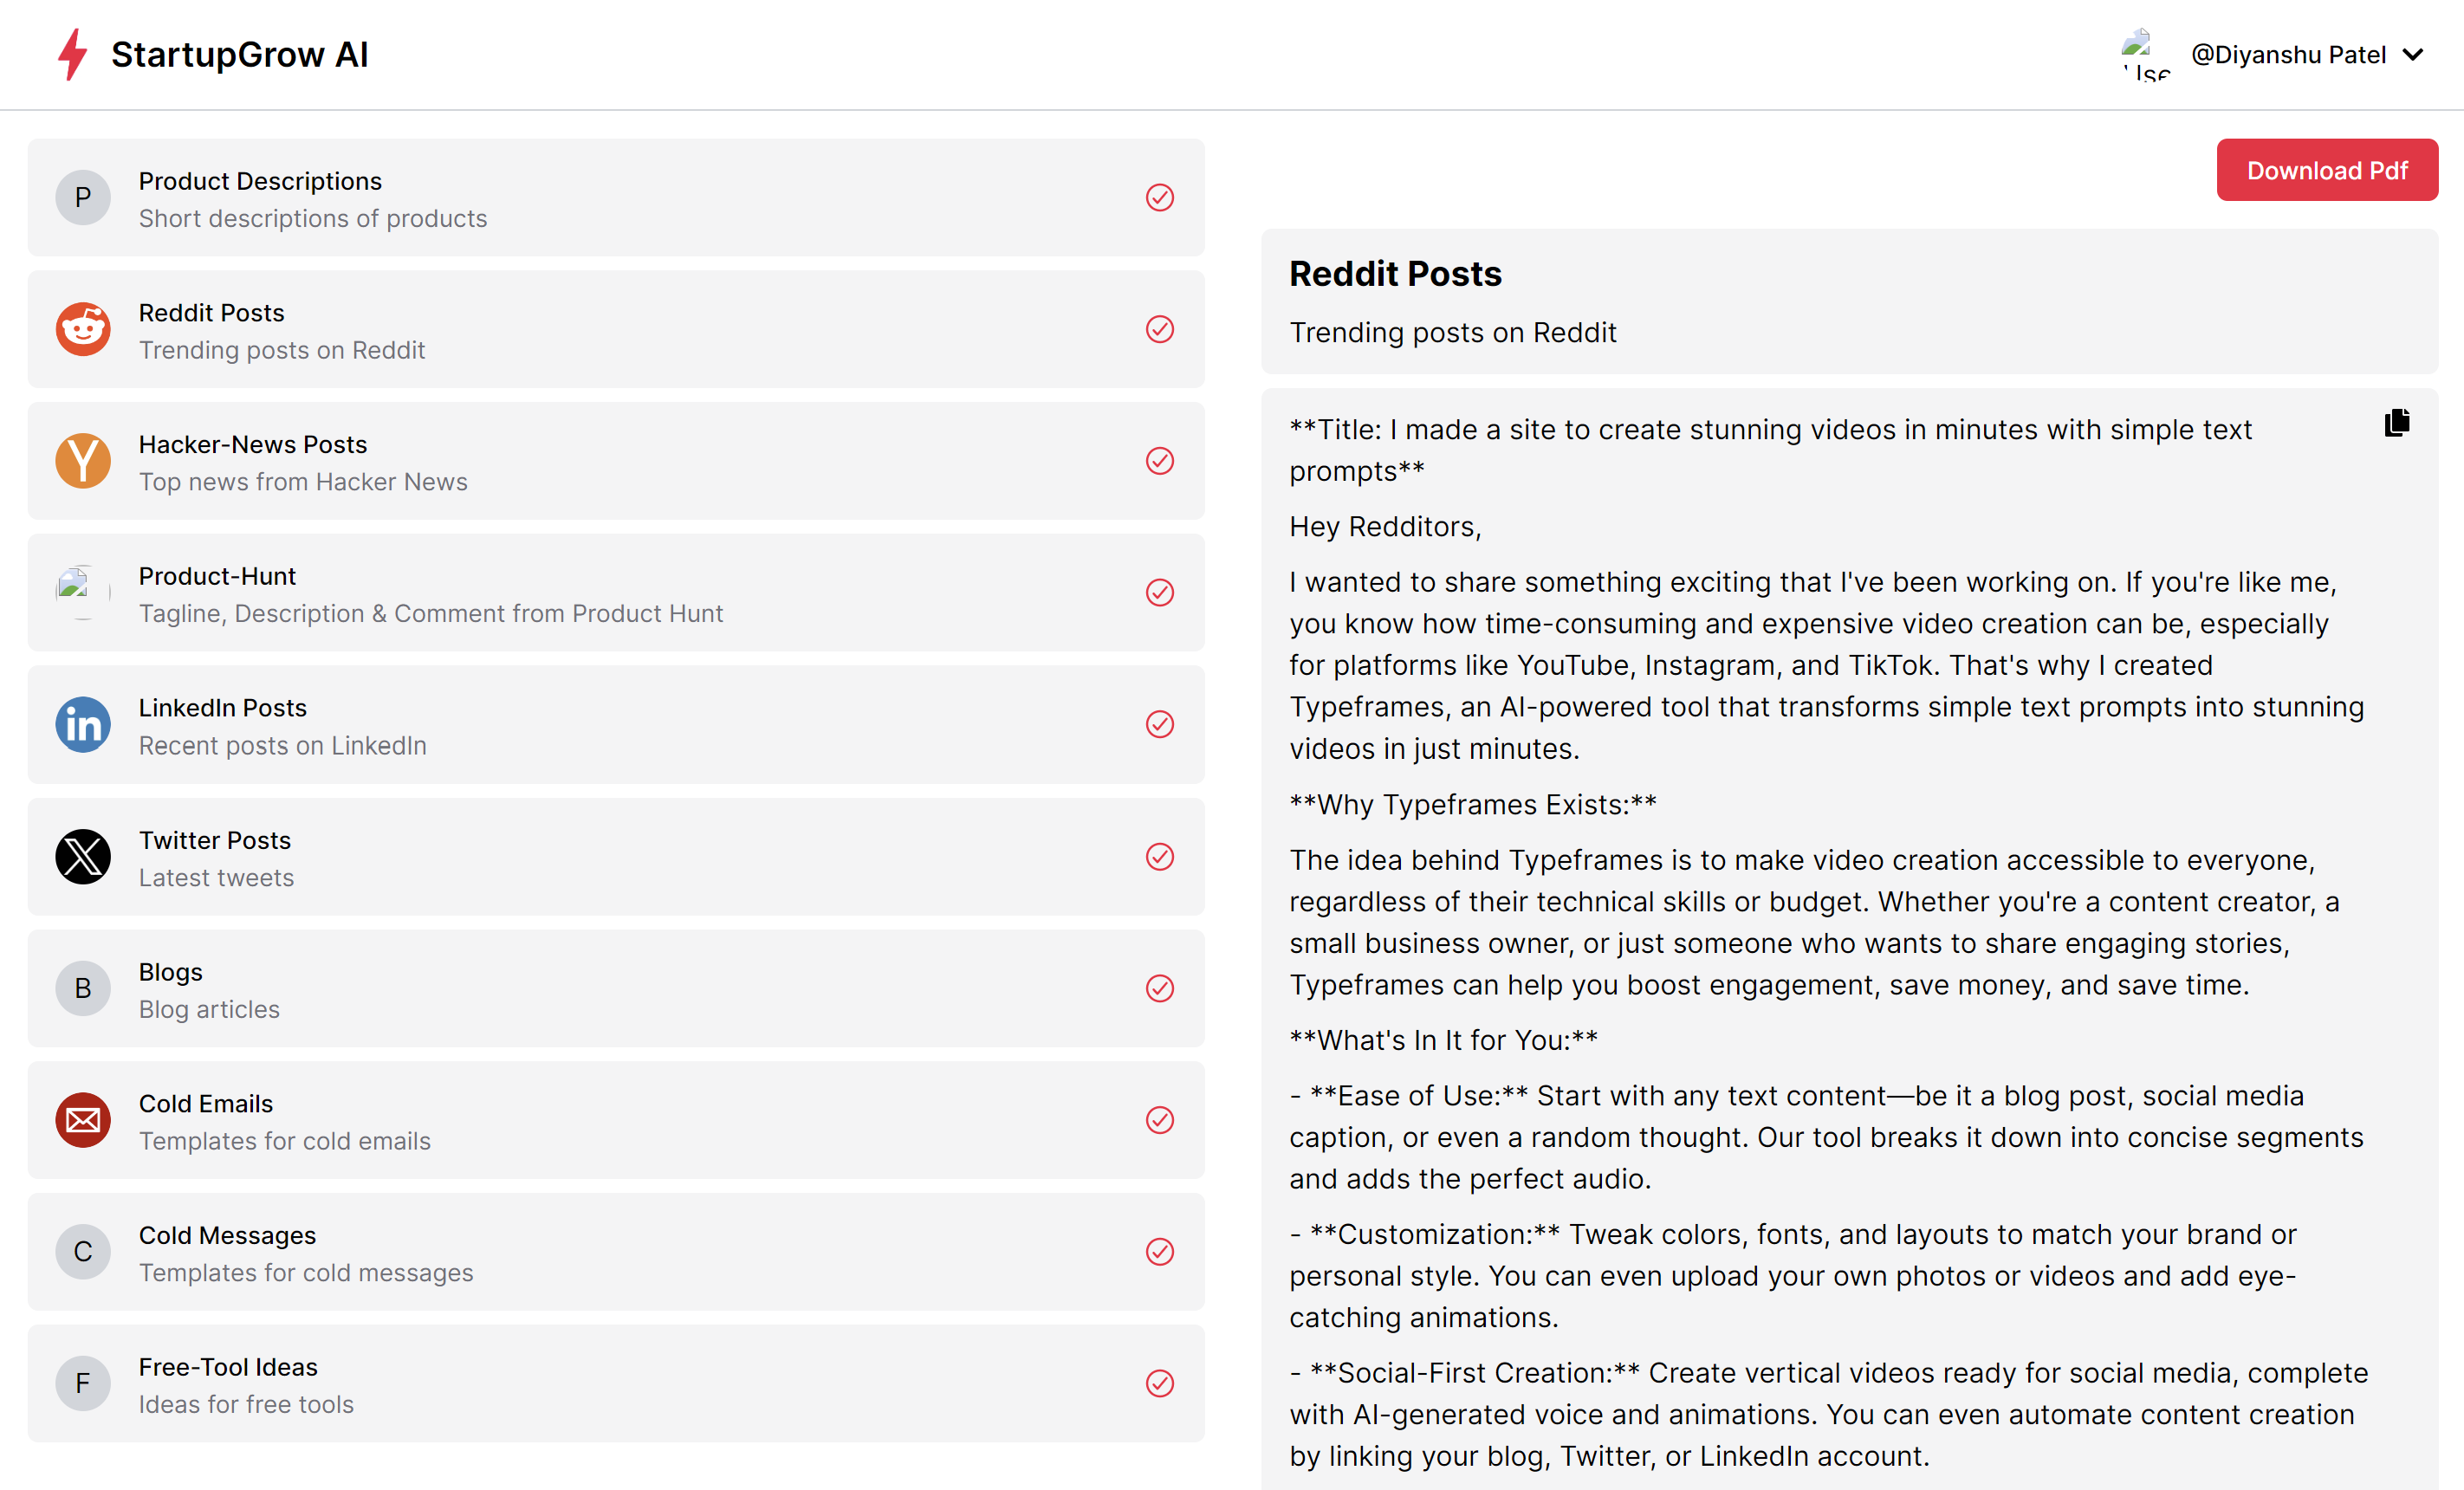 StartupGrow AI
@Diyanshu Patel
P
Product Descriptions
Short descriptions of products
Reddit Posts
Trending posts on Reddit
Y
Hacker-News Posts
Top news from Hacker News
Product-Hunt
Tagline, Description & Comment from Product Hunt
in
LinkedIn Posts
Recent posts on LinkedIn
X
Twitter Posts
Latest tweets
B
Blogs
Blog articles
Cold Emails
Templates for cold emails
C
Cold Messages
Templates for cold messages
F
Free-Tool Ideas
Ideas for free tools
Download Pdf
Reddit Posts
Trending posts on Reddit
**Title: I made a site to create stunning videos in minutes with simple text
prompts**
Hey Redditors,
I wanted to share something exciting that I've been working on. If you're like me,
you know how time-consuming and expensive video creation can be, especially
for platforms like YouTube, Instagram, and TikTok. That's why I created
Typeframes, an AI-powered tool that transforms simple text prompts into stunning
videos in just minutes.
**Why Typeframes Exists:**
The idea behind Typeframes is to make video creation accessible to everyone,
regardless of their technical skills or budget. Whether you're a content creator, a
small business owner, or just someone who wants to share engaging stories,
Typeframes can help you boost engagement, save money, and save time.
**What's In It for You:**
- **Ease of Use:** Start with any text content—be it a blog post, social media
caption, or even a random thought. Our tool breaks it down into concise segments
and adds the perfect audio.
- **Customization:** Tweak colors, fonts, and layouts to match your brand or
personal style. You can even upload your own photos or videos and add eye-
catching animations.
- **Social-First Creation:** Create vertical videos ready for social media, complete
with AI-generated voice and animations. You can even automate content creation
by linking your blog, Twitter, or LinkedIn account.